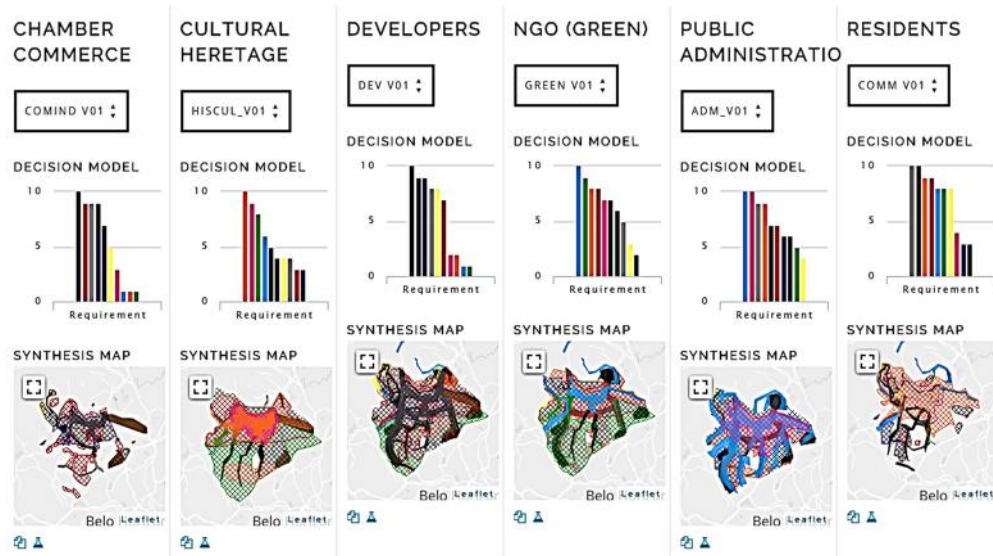 CHAMBER
COMMERCE
COMIND V01
DECISION MODEL
10
5
0
Requirement
SYNTHESIS MAP
Belo Leaflet
CULTURAL
HERETAGE
HISCUL_V01
DECISION MODEL
10
5
0
Requirement
SYNTHESIS MAP
Belo Leaflet
DEVELOPERS
DEV V01
DECISION MODEL
10
5
0
Requirement
SYNTHESIS MAP
Belo Leaflet
NGO (GREEN)
GREEN V01
DECISION MODEL
10
5
0
Requirement
SYNTHESIS MAP
Belo Leaflet
PUBLIC
ADMINISTRATIO
ADM_V01
DECISION MODEL
10
5
0
Requirement
SYNTHESIS MAP
Belo Leaflet
RESIDENTS
COMM V01
DECISION MODEL
10
5
0
Requirement
SYNTHESIS MAP
Belo Leaflet